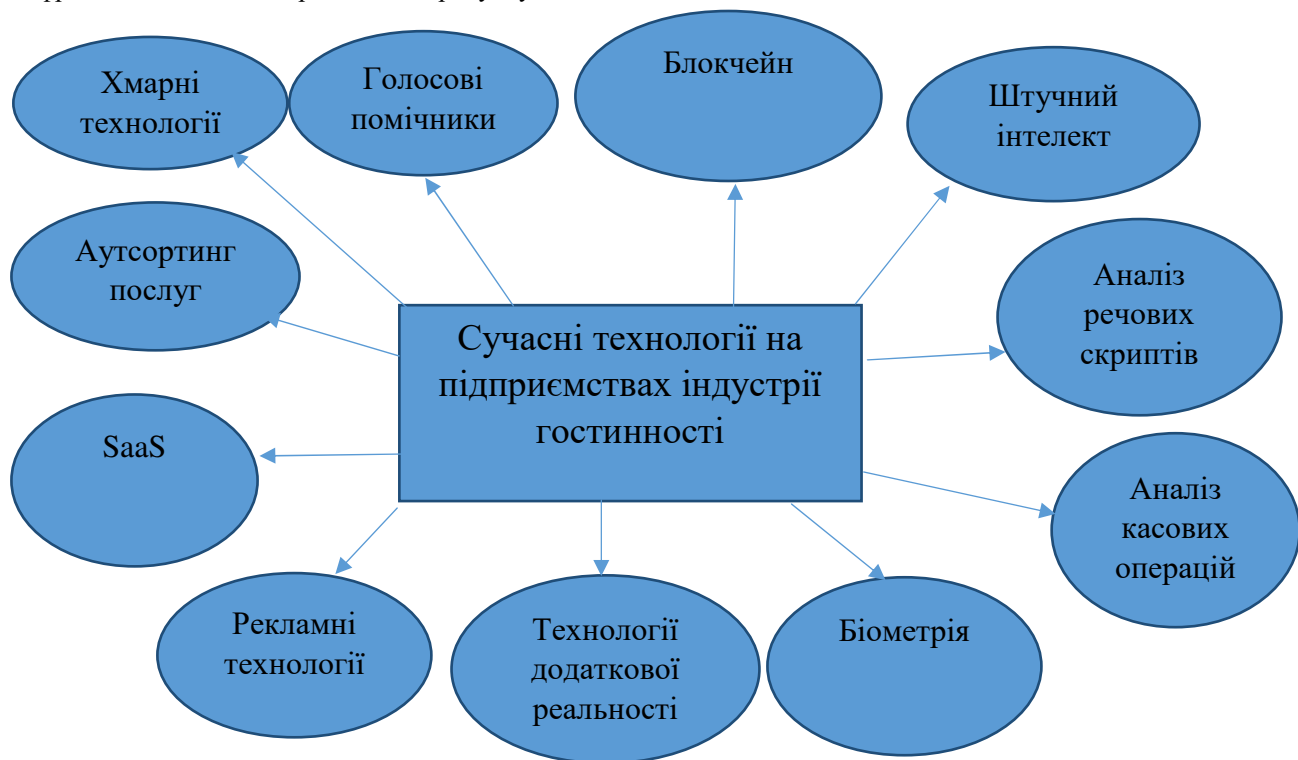 Хмарні
технології
Голосові
помічники
Блокчейн
Штучний
інтелект
Аутсортинг
послуг
Аналіз
речових
скриптів
Сучасні технології на
підприємствах індустрії
гостинності
SaaS
Аналіз
касових
операцій
Рекламні
технології
Технології
додаткової
реальності
Біометрія